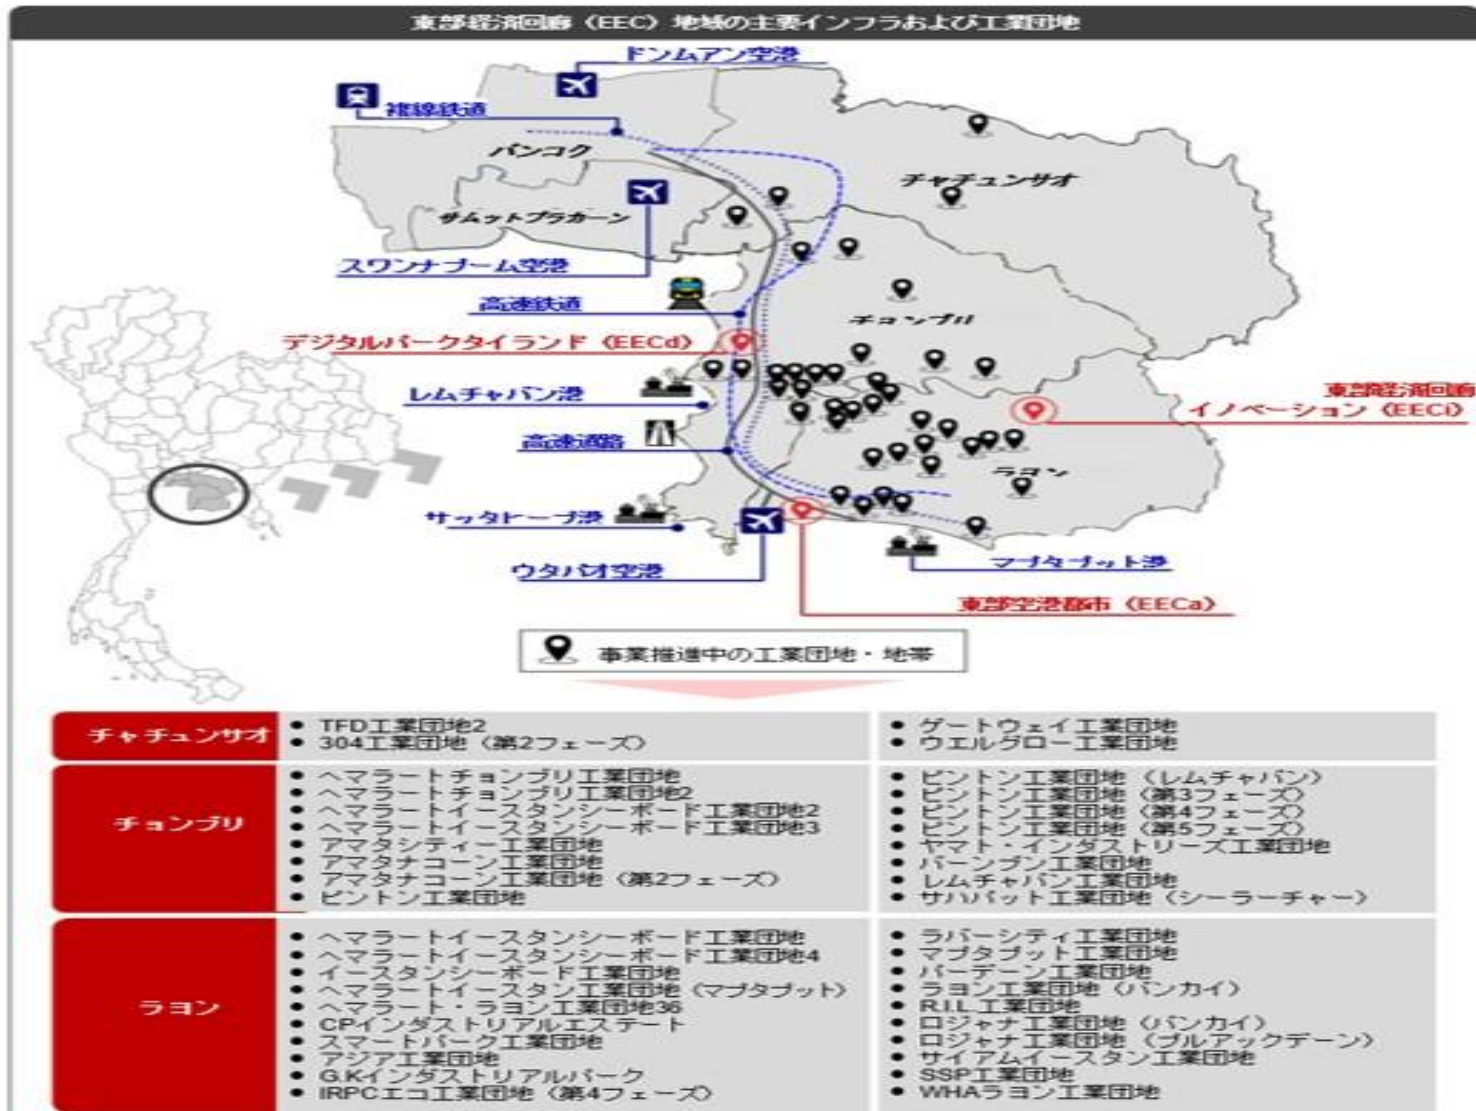 東部経済回廊（EEC）地域の主要インフラおよび工業団地
ドンムアン空港
複線鉄道
バンコク
チャチュンサオ
サムットプラカーン
スワンナプーム空港
高速鉄道
チョンブリ
デジタルパークタイランド（EECd）
レムチャバン港
東部経済回廊
イノベーション（EECi）
高速道路
ラヨン
サッタヒープ港
ウタパオ空港
マプタプット港
東部空港都市（EECa）
事業推進中の工業団地・地帯
チャチュンサオ
• TFD工業団地2
• 304工業団地（第2フェーズ）
• ゲートウェイ工業団地
• ウエルグロー工業団地
チョンブリ
• ヘマラートチョンブリ工業団地
• ヘマラートチョンブリ工業団地2
• ヘマラートイースタンシーボード工業団地2
• ヘマラートイースタンシーボード工業団地3
• アマタシティー工業団地
• アマタナコーン工業団地
• アマタナコーン工業団地（第2フェーズ）
• ピントン工業団地
• ピントン工業団地（レムチャバン）
• ピントン工業団地（第3フェーズ）
• ピントン工業団地（第4フェーズ）
• ピントン工業団地（第5フェーズ）
• ヤマト・インダストリーズ工業団地
• バーンブン工業団地
• レムチャバン工業団地
• サハパット工業団地（シーラーチャー）
ラヨン
• ヘマラートイースタンシーボード工業団地
• ヘマラートイースタンシーボード工業団地4
• イースタンシーボード工業団地
• ヘマラートイースタン工業団地（マプタプット）
• ヘマラート・ラヨン工業団地36
• CPインダストリアルエステート
• スマートパーク工業団地
• アジア工業団地
• G.Kインダストリアルパーク
• IRPCエコ工業団地（第4フェーズ）
• ラバーシティ工業団地
• マプタプット工業団地
• パーデーン工業団地
• ラヨン工業団地（バンカイ）
• R.I.L工業団地
• ロジャナ工業団地（バンカイ）
• ロジャナ工業団地（プルアックデーン）
• サイアムイースタン工業団地
• SSP工業団地
• WHAラヨン工業団地